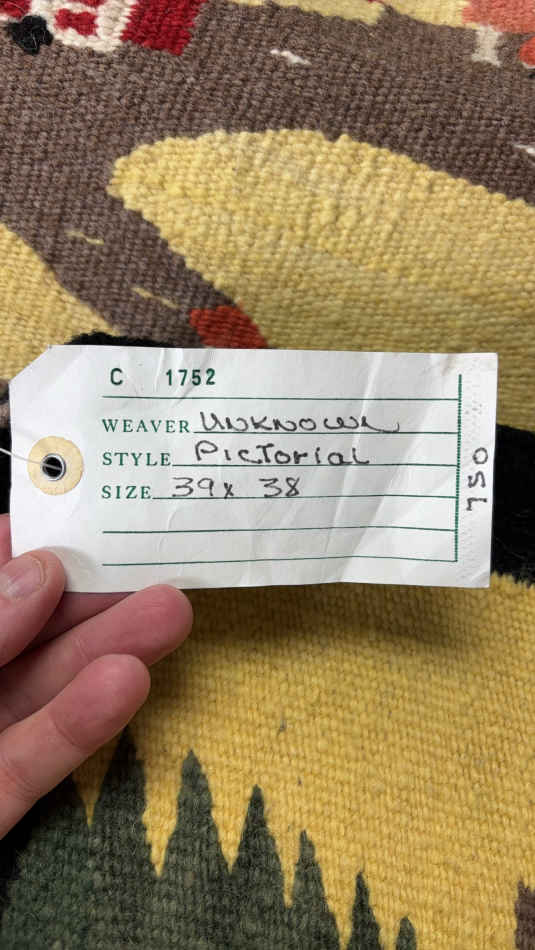 C 1752
WEAVER Unknown
STYLE Pictorial
SIZE 39x 38
750